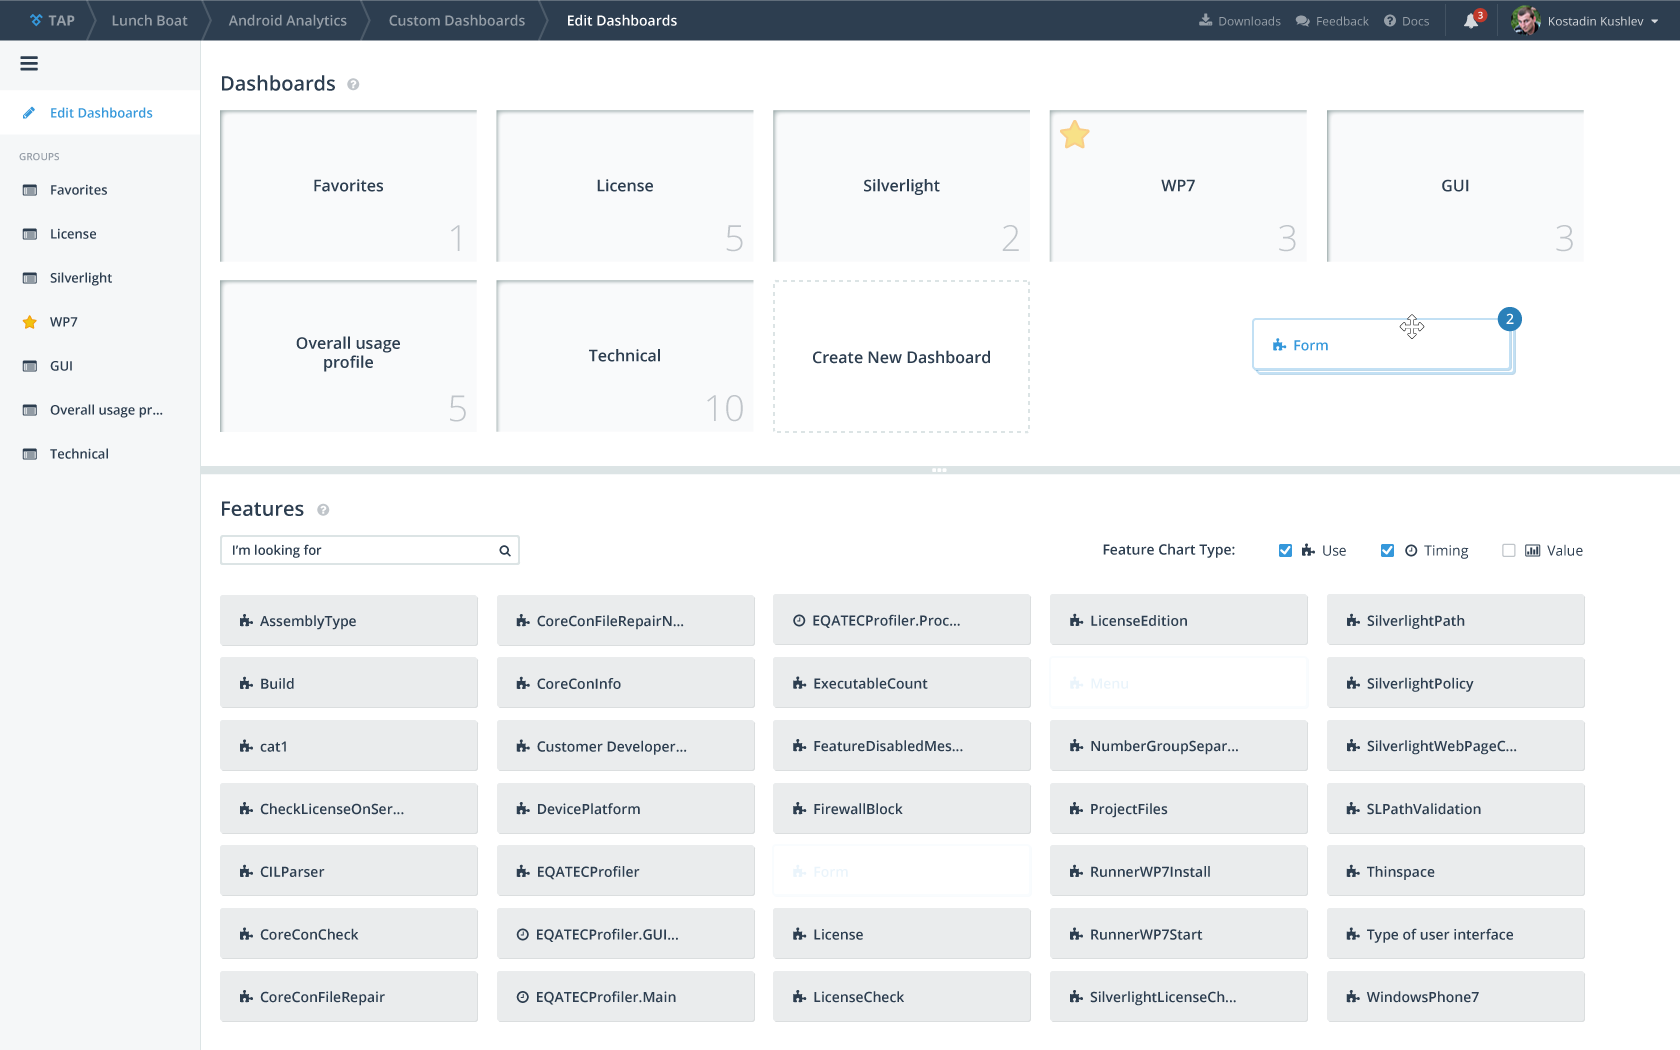 TAP
Lunch Boat
Android Analytics
Custom Dashboards
Edit Dashboards
Downloads
Feedback
Docs
3
Kostadin Kushlev
Edit Dashboards
GROUPS
Favorites
License
Silverlight
WP7
GUI
Overall usage pr...
Technical
Dashboards ?
Favorites
1
License
5
Silverlight
2
WP7
3
GUI
3
Overall usage
profile
5
Technical
10
Create New Dashboard
2
Form
Features ?
I'm looking for
Feature Chart Type:
Use
Timing
Value
AssemblyType
CoreConFileRepairN...
EQATECProfiler.Proc...
LicenseEdition
SilverlightPath
Build
CoreConInfo
ExecutableCount
Menu
SilverlightPolicy
cat1
Customer Developer...
FeatureDisabledMes...
NumberGroupSepar...
SilverlightWebPageC...
CheckLicenseOnSer...
DevicePlatform
FirewallBlock
ProjectFiles
SLPathValidation
CILParser
EQATECProfiler
Form
RunnerWP7Install
Thinspace
CoreConCheck
EQATECProfiler.GUI...
License
RunnerWP7Start
Type of user interface
CoreConFileRepair
EQATECProfiler.Main
LicenseCheck
SilverlightLicenseCh...
WindowsPhone7